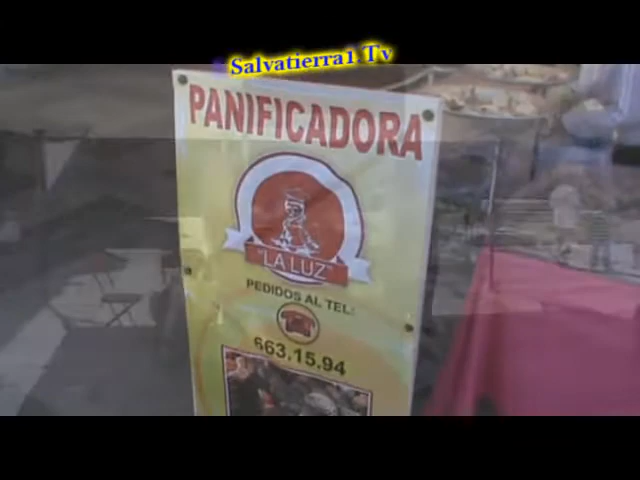 Salvatierra1.Tv
PANIFICADORA
"LA LUZ"
PEDIDOS AL TEL:
663.15.94